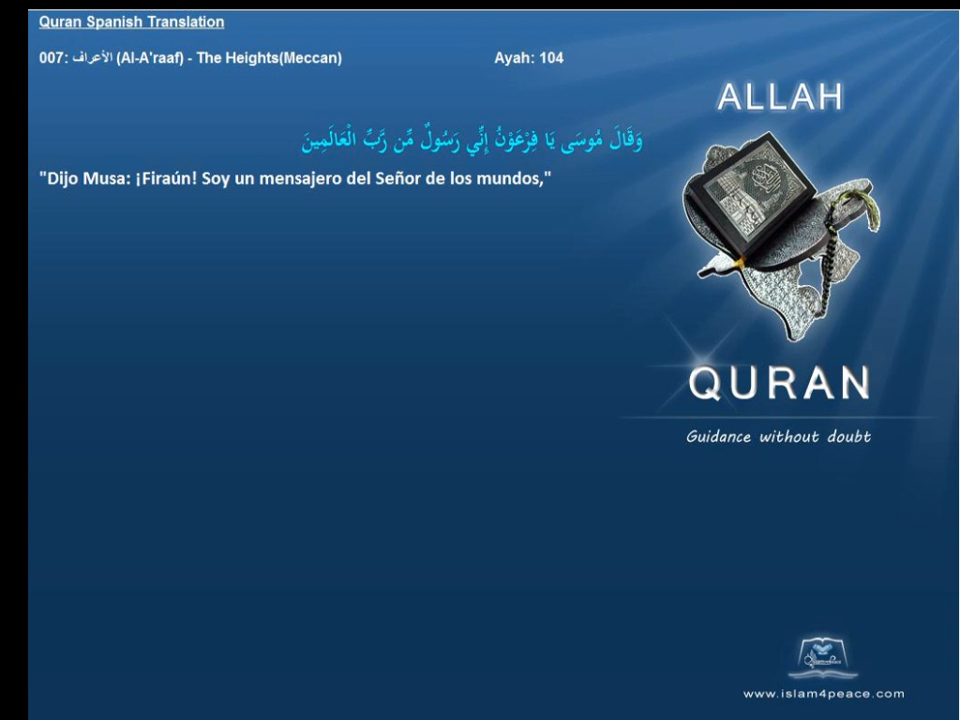 Quran Spanish Translation
007: الأعراف (Al-A'raaf) - The Heights(Meccan) Ayah: 104
ALLAH
وَقَالَ مُوسَى يَا فِرْعَوْنُ إِنِّي رَسُولٌ مِّن رَّبِّ الْعَالَمِينَ
"Dijo Musa: ¡Firaún! Soy un mensajero del Señor de los mundos,"
QURAN
Guidance without doubt
www.islam4peace.com